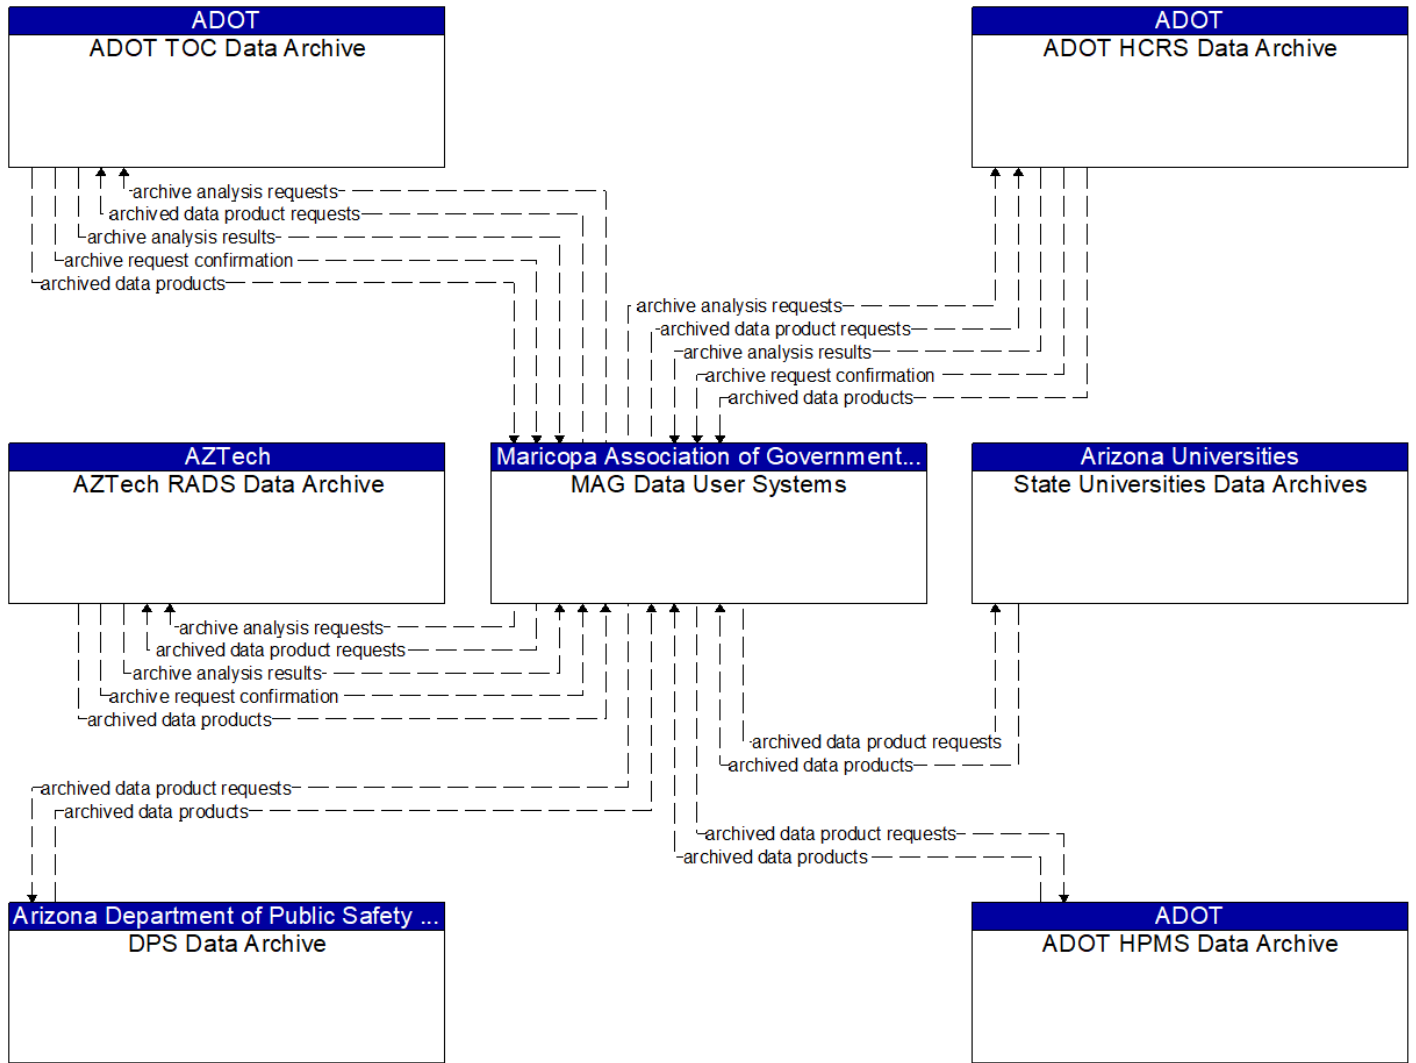 ADOT
ADOT TOC Data Archive
ADOT
ADOT HCRS Data Archive
archive analysis requests
archived data product requests
archive analysis results
archive request confirmation
archived data products
archive analysis requests
archived data product requests
archive analysis results
archive request confirmation
archived data products
AZTech
AZTech RADS Data Archive
Maricopa Association of Government...
MAG Data User Systems
Arizona Universities
State Universities Data Archives
archive analysis requests
archived data product requests
archive analysis results
archive request confirmation
archived data products
archived data product requests
archived data products
archived data product requests
archived data products
archived data product requests
archived data products
Arizona Department of Public Safety ...
DPS Data Archive
ADOT
ADOT HPMS Data Archive